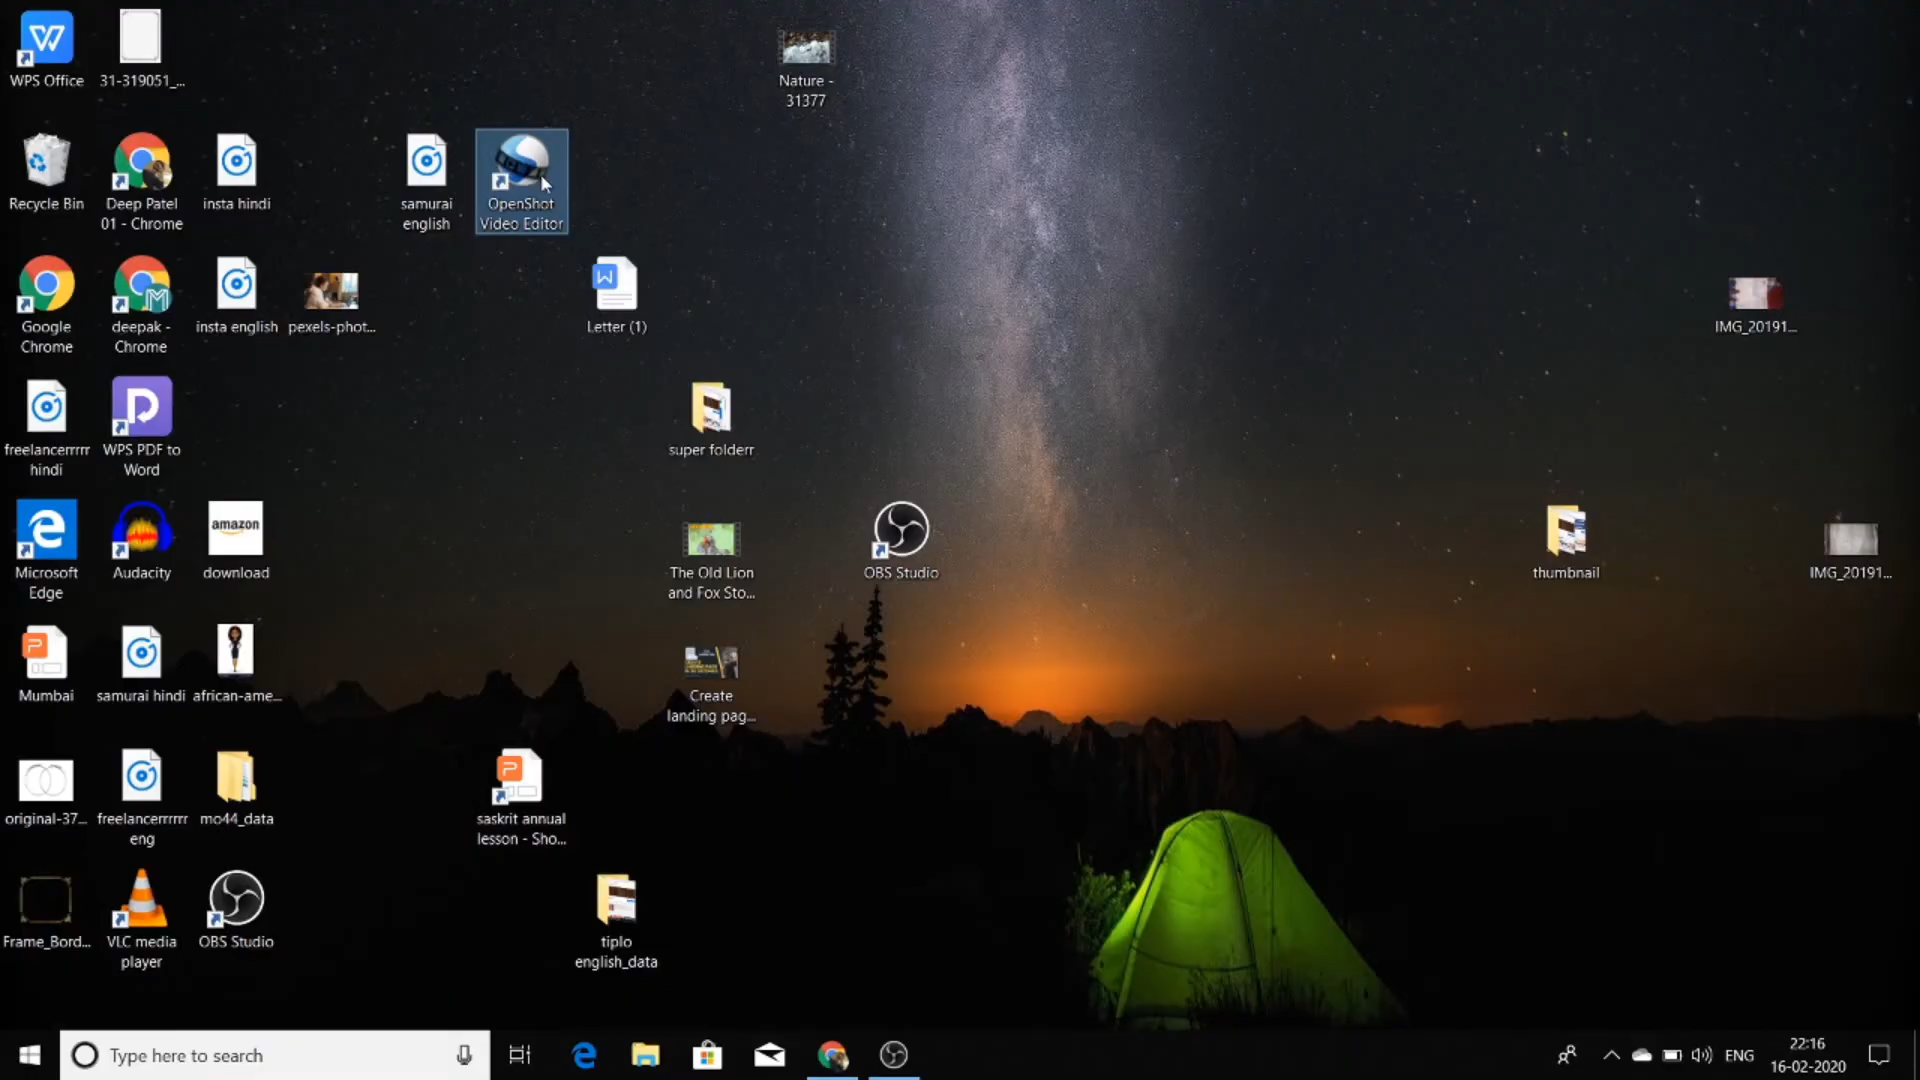 WPS Office
31-319051_...
Nature -
31377
Recycle Bin
Deep Patel
01 - Chrome
insta hindi
samurai
english
OpenShot
Video Editor
Google
Chrome
deepak -
Chrome
insta english
pexels-phot...
Letter (1)
IMG_20191...
freelancerrrrr
hindi
WPS PDF to
Word
super folderr
Microsoft
Edge
Audacity
amazon
download
The Old Lion
and Fox Sto...
OBS Studio
thumbnail
IMG_20191...
Mumbai
samurai hindi
african-ame...
Create
landing pag...
original-37...
freelancerrrrrr
eng
mo44_data
saskrit annual
lesson - Sho...
Frame_Bord...
VLC media
player
OBS Studio
tiplo
english_data
Type here to search
ENG
22:16
16-02-2020